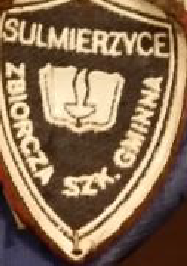 SULMIERZYCE
ZBIORCZA SZK. GMINNA